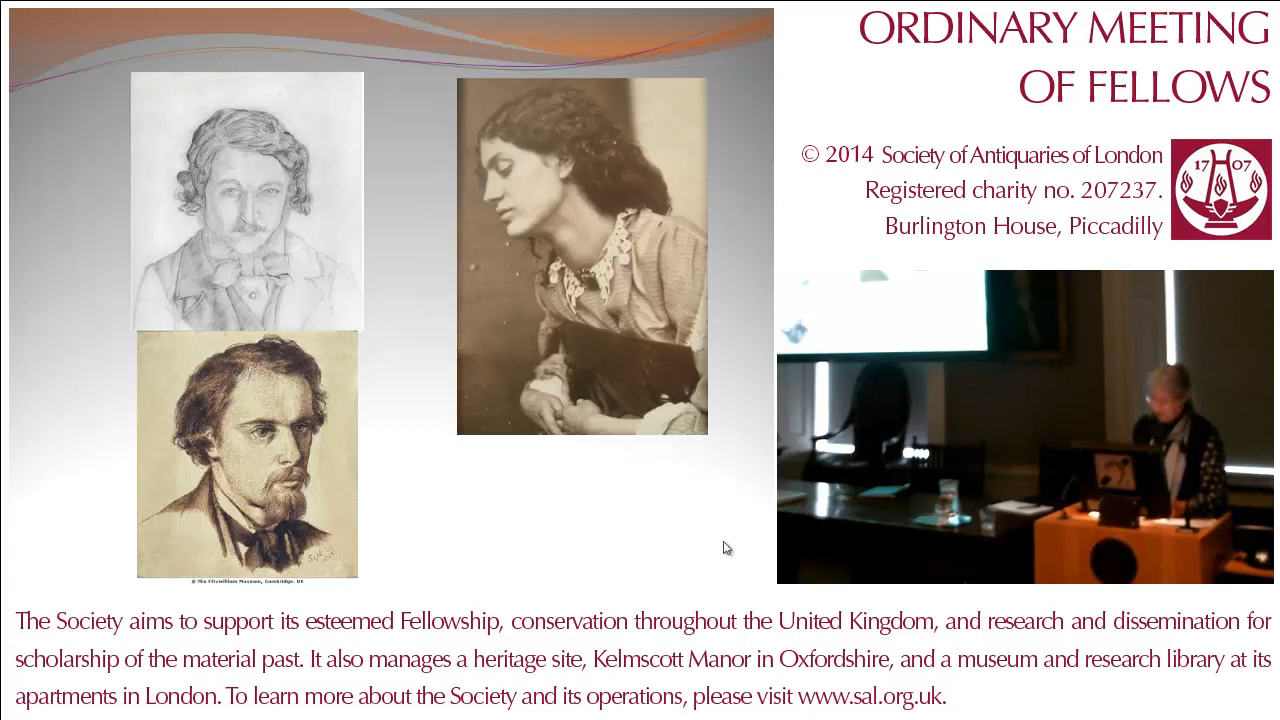 ORDINARY MEETING
OF FELLOWS
© 2014 Society of Antiquaries of London
Registered charity no. 207237.
Burlington House, Piccadilly
17 07
© The Fitzwilliam Museum, Cambridge. UK
The Society aims to support its esteemed Fellowship, conservation throughout the United Kingdom, and research and dissemination for
scholarship of the material past. It also manages a heritage site, Kelmscott Manor in Oxfordshire, and a museum and research library at its
apartments in London. To learn more about the Society and its operations, please visit www.sal.org.uk.